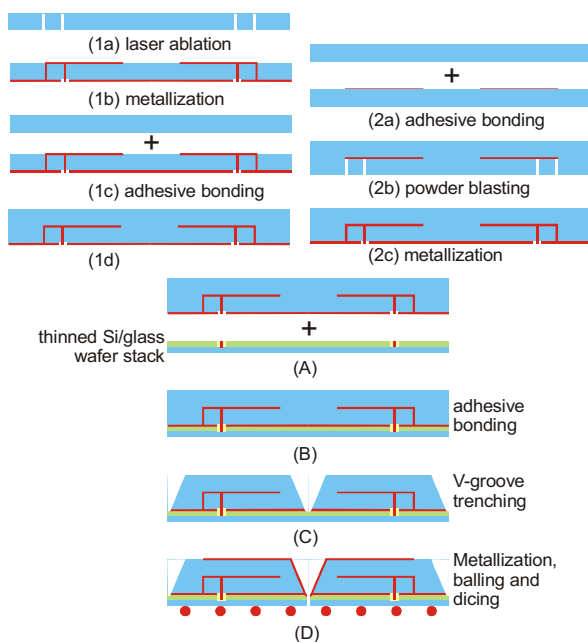 (1a) laser ablation
(1b) metallization
+
(1c) adhesive bonding
(1d)
+
(2a) adhesive bonding
(2b) powder blasting
(2c) metallization
+
thinned Si/glass
wafer stack
(A)
adhesive
bonding
(B)
V-groove
trenching
(C)
Metallization,
balling and
dicing
(D)